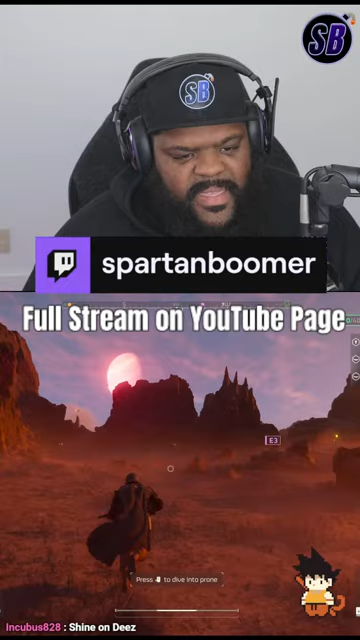 SB
SB
spartanboomer
Full Stream on YouTube Page
E3
Press to dive into prone
Incubus828 : Shine on Deez